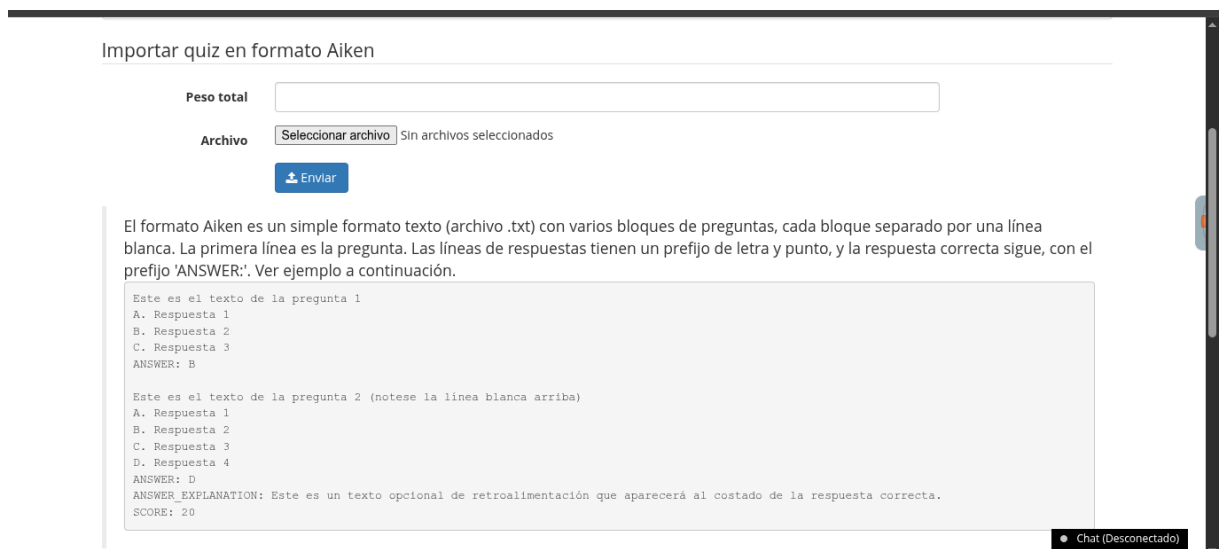 Importar quiz en formato Aiken
Peso total
Archivo
Seleccionar archivo Sin archivos seleccionados
Enviar
El formato Aiken es un simple formato texto (archivo .txt) con varios bloques de preguntas, cada bloque separado por una línea
blanca. La primera línea es la pregunta. Las líneas de respuestas tienen un prefijo de letra y punto, y la respuesta correcta sigue, con el
prefijo 'ANSWER:'. Ver ejemplo a continuación.
Este es el texto de la pregunta 1
A. Respuesta 1
B. Respuesta 2
C. Respuesta 3
ANSWER: B
Este es el texto de la pregunta 2 (notese la linea blanca arriba)
A. Respuesta 1
B. Respuesta 2
C. Respuesta 3
D. Respuesta 4
ANSWER: D
ANSWER_EXPLANATION: Este es un texto opcional de retroalimentación que aparecerá al costado de la respuesta correcta.
SCORE: 20
Chat (Desconectado)